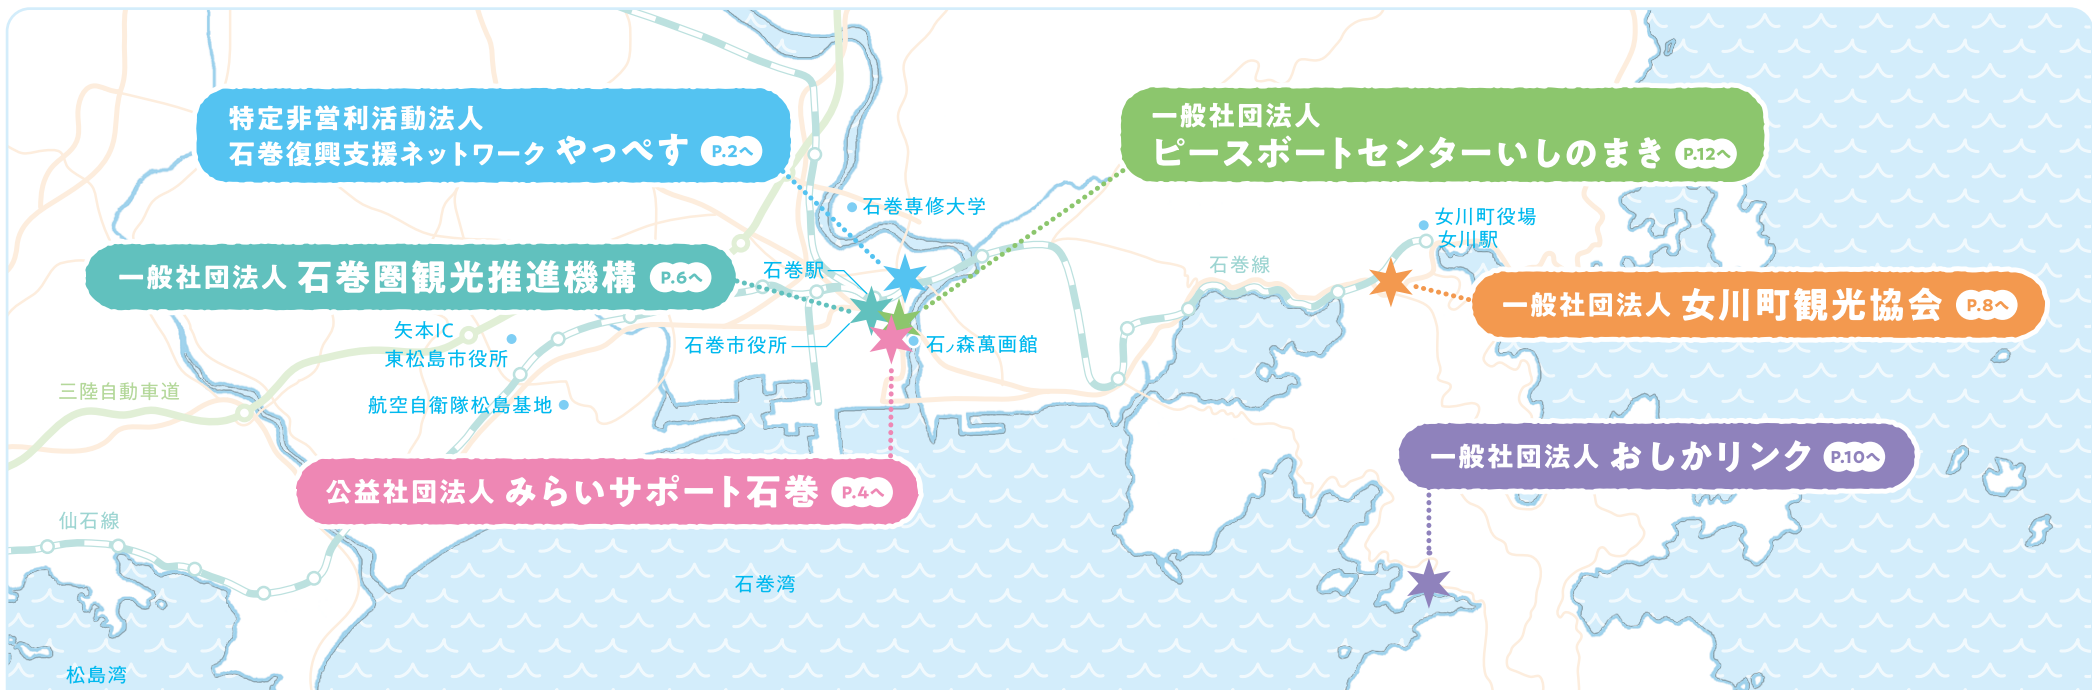 特定非営利活動法人
石巻復興支援ネットワーク やっぺす P.2へ
一般社団法人
ピースボートセンターいしのまき P.12へ
石巻専修大学
女川町役場
女川駅
一般社団法人 石巻圏観光推進機構 P.6へ
石巻駅
石巻線
一般社団法人 女川町観光協会 P.8へ
矢本IC
東松島市役所
石巻市役所
石ノ森萬画館
三陸自動車道
航空自衛隊松島基地
一般社団法人 おしかリンク P.10へ
公益社団法人 みらいサポート石巻 P.4へ
仙石線
石巻湾
松島湾